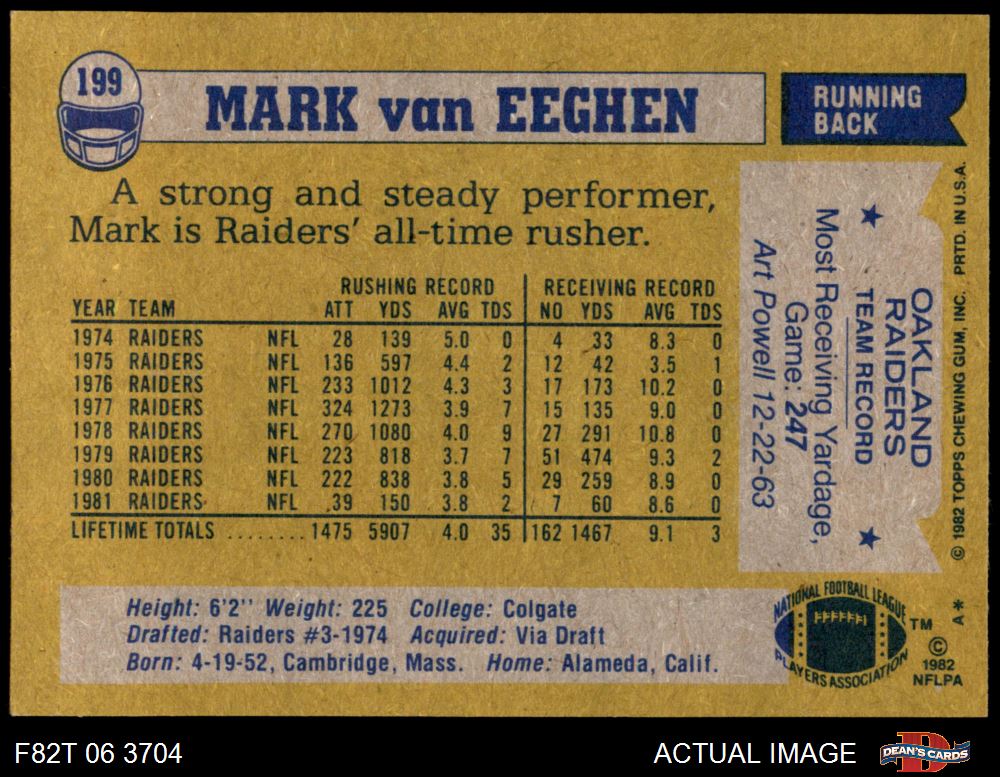 199
MARK van EEGHEN
RUNNING
BACK
A strong and steady performer,
Mark is Raiders' all-time rusher.
RUSHING RECORD RECEIVING RECORD
YEAR TEAM ATT YDS AVG TDS NO YDS AVG TDS
1974 RAIDERS NFL 28 139 5.0 0 4 33 8.3 0
1975 RAIDERS NFL 136 597 4.4 2 12 42 3.5 1
1976 RAIDERS NFL 233 1012 4.3 3 17 173 10.2 0
1977 RAIDERS NFL 324 1273 3.9 7 15 135 9.0 0
1978 RAIDERS NFL 270 1080 4.0 9 27 291 10.8 0
1979 RAIDERS NFL 223 818 3.7 7 51 474 9.3 2
1980 RAIDERS NFL 222 838 3.8 5 29 259 8.9 0
1981 RAIDERS NFL 39 150 3.8 2 7 60 8.6 0
LIFETIME TOTALS ........ 1475 5907 4.0 35 162 1467 9.1 3
OAKLAND
RAIDERS
★ TEAM RECORD ★
Most Receiving Yardage,
Game: 247
Art Powell 12-22-63
© 1982 TOPPS CHEWING GUM, INC. PRTD. IN U.S.A.
Height: 6'2" Weight: 225 College: Colgate
Drafted: Raiders #3-1974 Acquired: Via Draft
Born: 4-19-52, Cambridge, Mass. Home: Alameda, Calif.
NATIONAL FOOTBALL LEAGUE
PLAYERS ASSOCIATION
TM
©
1982
NFLPA
A*
F82T 06 3704
ACTUAL IMAGE
DEAN'S CARDS